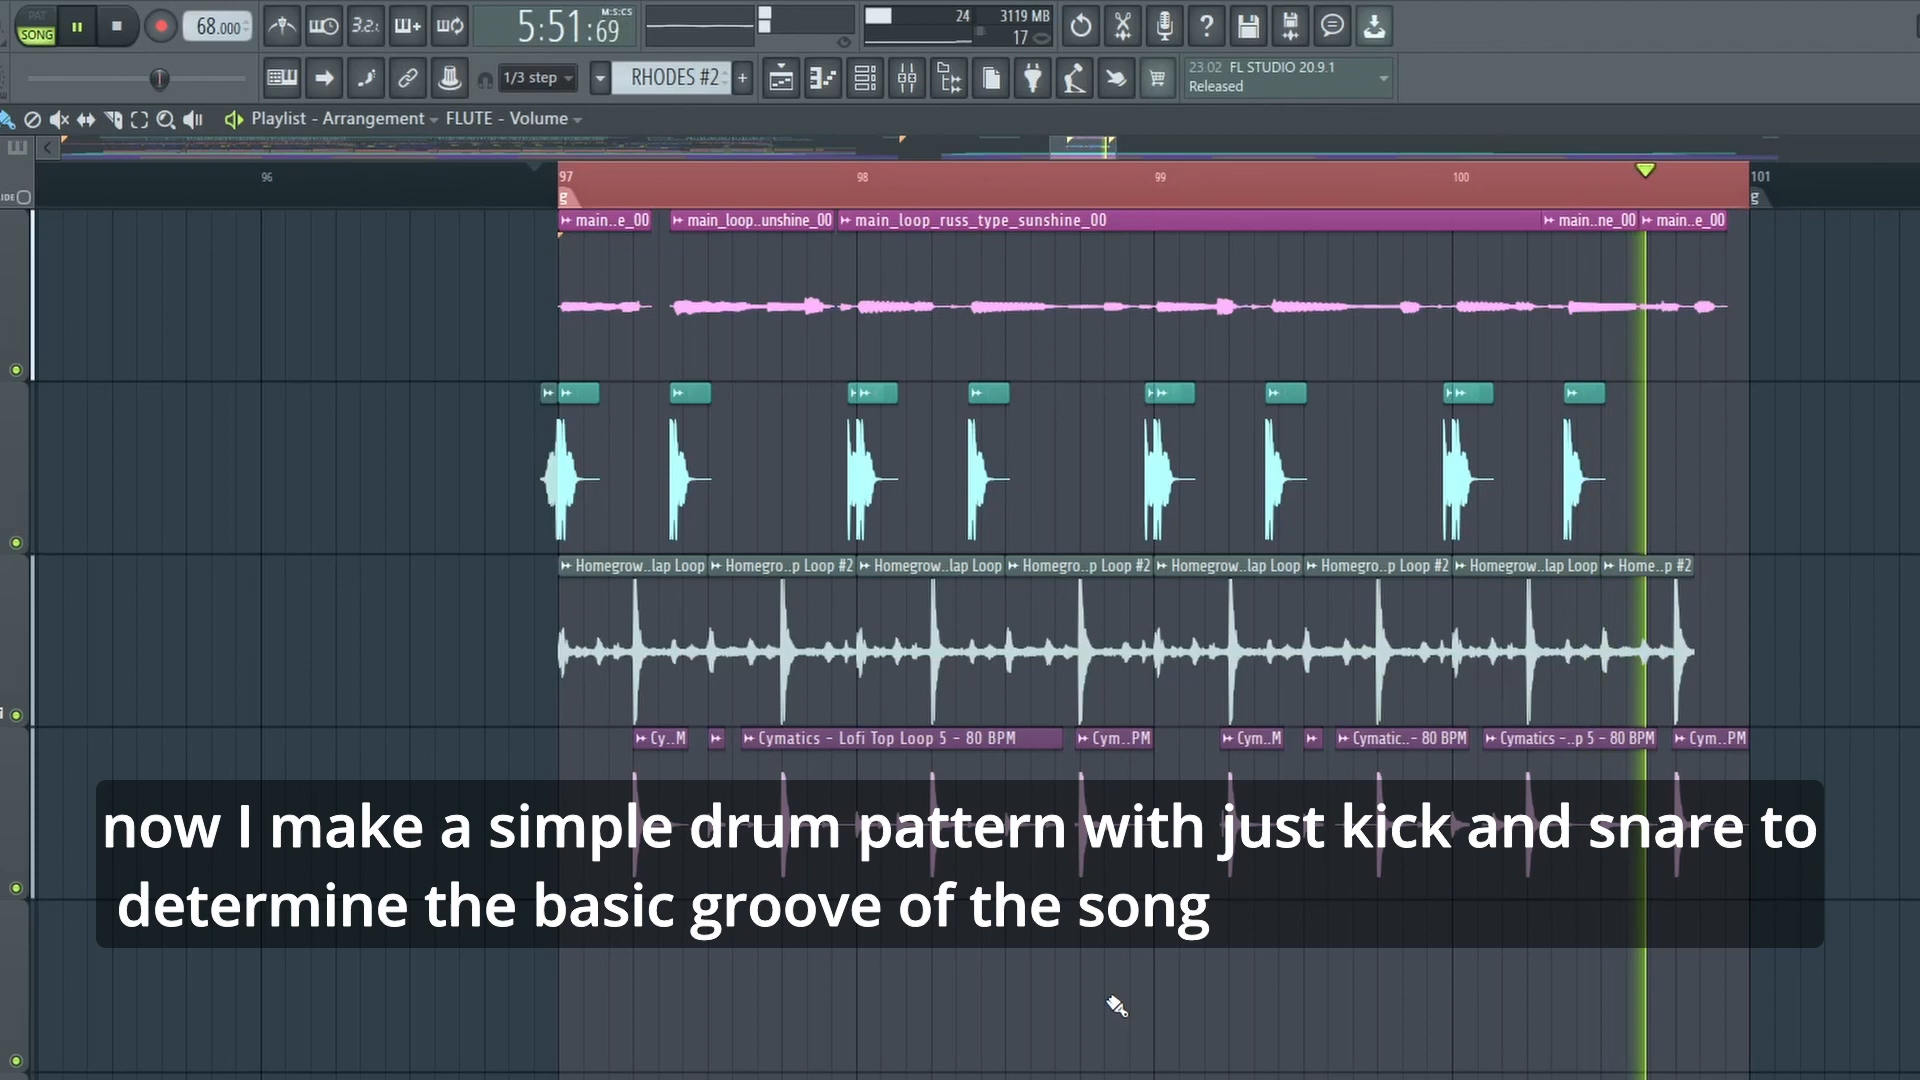 PAT
SONG
68.000
3.2.
M:S:CS
5:51:69
24
3119 MB
17
1/3 step
RHODES #2
23.02 FL STUDIO 20.9.1
Released
Playlist - Arrangement
FLUTE - Volume
96
97
98
99
100
101
IDE
main..e_00
main_loop..unshine_00
main_loop_russ_type_sunshine_00
main..ne_00
main..e_00
Homegrow..lap Loop
Homegro..p Loop #2
Homegrow..lap Loop
Homegro..p Loop #2
Homegrow..lap Loop
Homegro..p Loop #2
Homegrow..lap Loop
Home..p #2
Cy..M
Cymatics - Lofi Top Loop 5 - 80 BPM
Cym..PM
Cym..M
Cymatic..- 80 BPM
Cymatics -..p 5 - 80 BPM
Cym..PM
now I make a simple drum pattern with just kick and snare to
determine the basic groove of the song